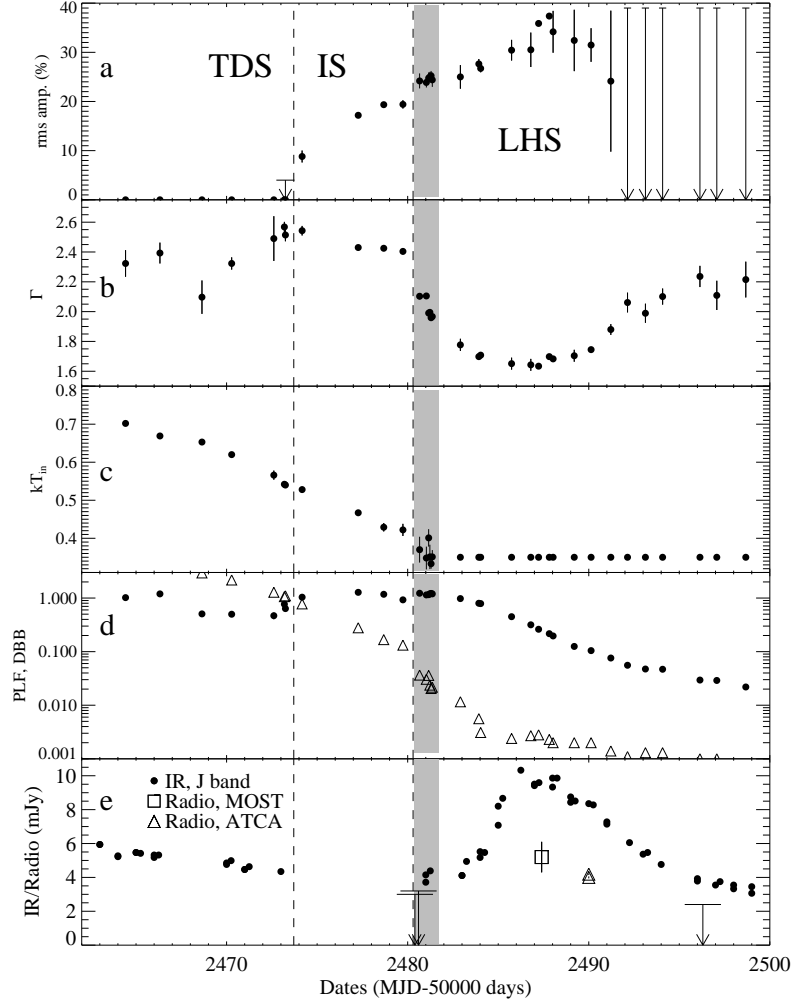 40
30
20
10
0
rms amp. (%)
a
TDS
IS
LHS
2.6
2.4
2.2
2.0
1.8
1.6
Γ
b
0.8
0.7
0.6
0.5
0.4
kTin
c
1.000
0.100
0.010
0.001
PLF, DBB
d
10
8
6
4
2
0
IR/Radio (mJy)
e
IR, J band
Radio, MOST
Radio, ATCA
2470
2480
2490
2500
Dates (MJD-50000 days)